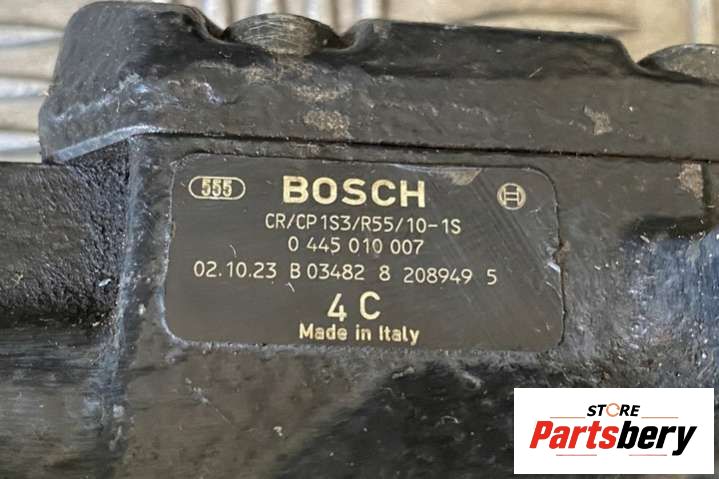 555 BOSCH
CR/CP1S3/R55/10-1S
0 445 010 007
02.10.23 B 03482 8 208949 5
4 C
Made in Italy
STORE
Partsbery